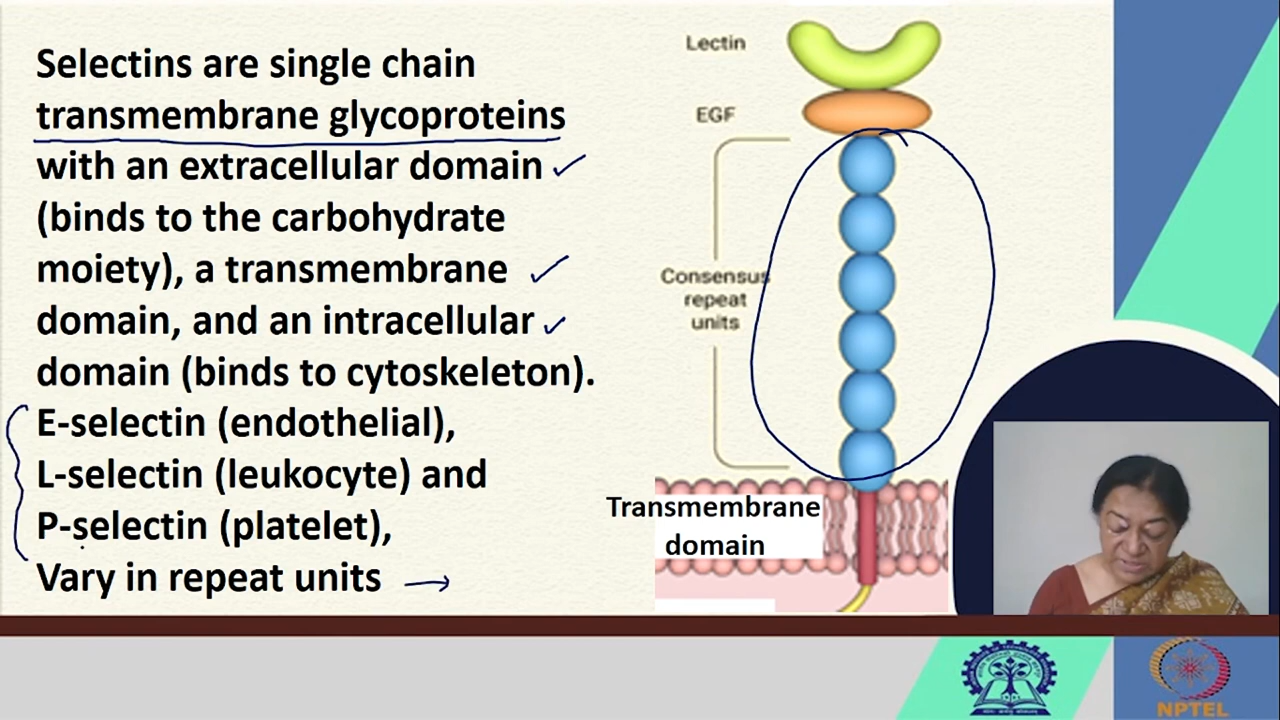 Selectins are single chain
transmembrane glycoproteins
with an extracellular domain
(binds to the carbohydrate
moiety), a transmembrane
domain, and an intracellular
domain (binds to cytoskeleton).
E-selectin (endothelial),
L-selectin (leukocyte) and
P-selectin (platelet),
Vary in repeat units
Lectin
EGF
Consensus
repeat
units
Transmembrane
domain
NPTEL